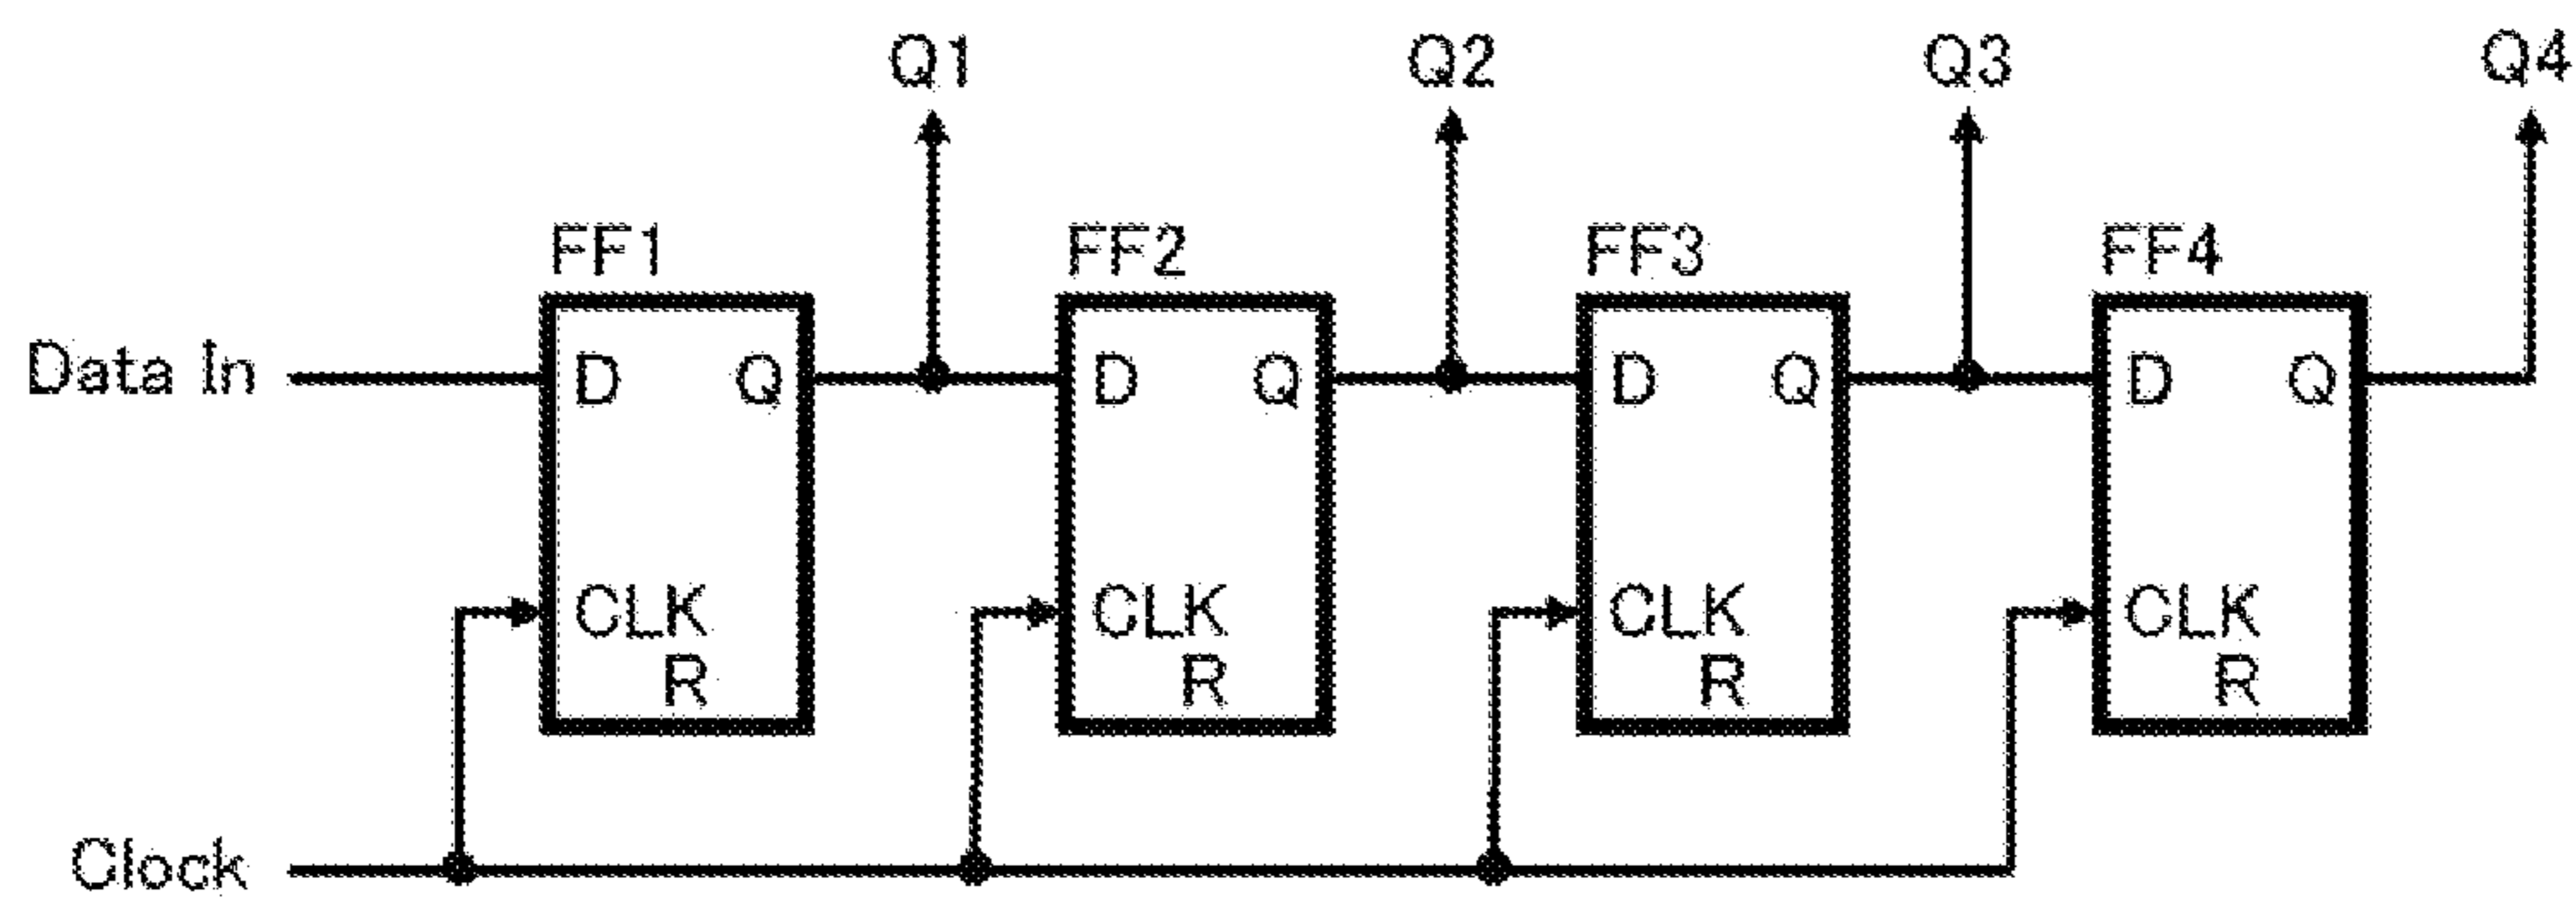 Q1 Q2 Q3 Q4
FF1 FF2 FF3 FF4
Data In D Q D Q D Q D Q
CLK CLK CLK CLK
R R R R
Clock